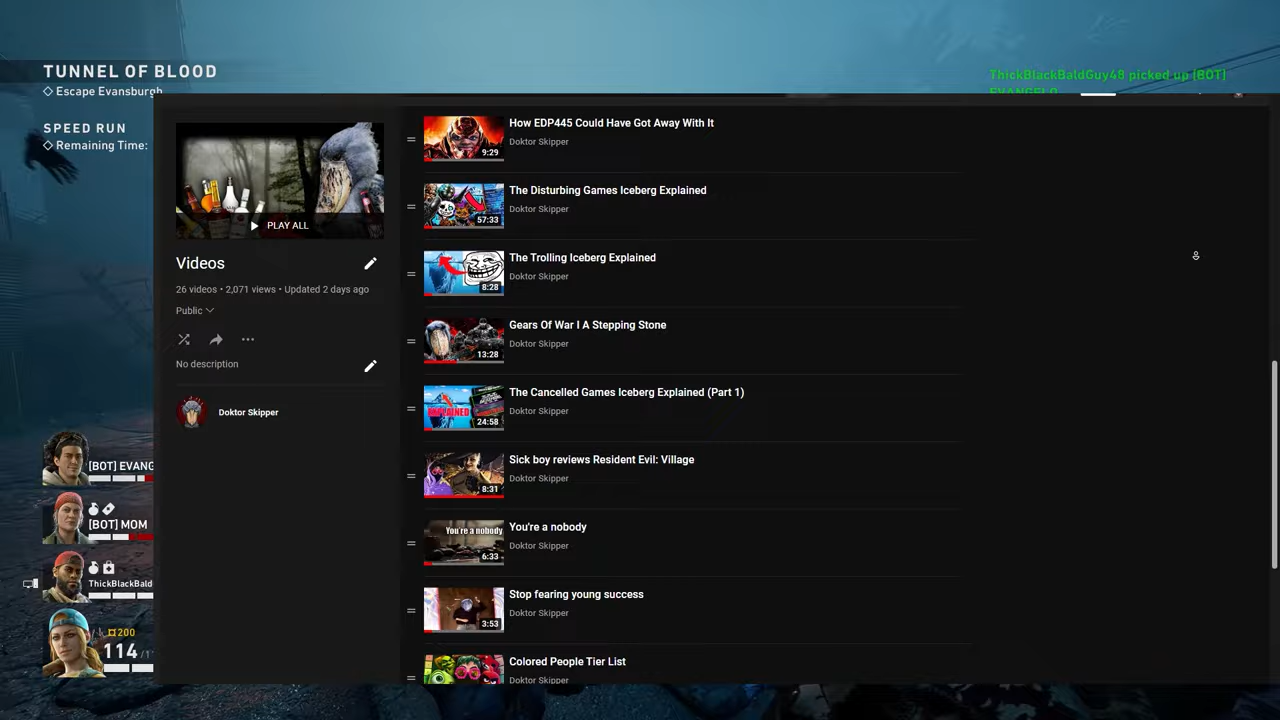 TUNNEL OF BLOOD
Escape Evansburgh
SPEED RUN
Remaining Time:
ThickBlackBaldGuy48 picked up [BOT]
EVANGELO
PLAY ALL
Videos
26 videos • 2,071 views • Updated 2 days ago
Public
No description
Doktor Skipper
How EDP445 Could Have Got Away With It
Doktor Skipper
9:29
The Disturbing Games Iceberg Explained
Doktor Skipper
57:33
The Trolling Iceberg Explained
Doktor Skipper
8:28
Gears Of War I A Stepping Stone
Doktor Skipper
13:28
The Cancelled Games Iceberg Explained (Part 1)
Doktor Skipper
EXPLAINED
24:58
Sick boy reviews Resident Evil: Village
Doktor Skipper
8:31
You're a nobody
Doktor Skipper
You're a nobody
6:33
Stop fearing young success
Doktor Skipper
3:53
Colored People Tier List
Doktor Skipper
[BOT] EVANG
[BOT] MOM
ThickBlackBald
200
114